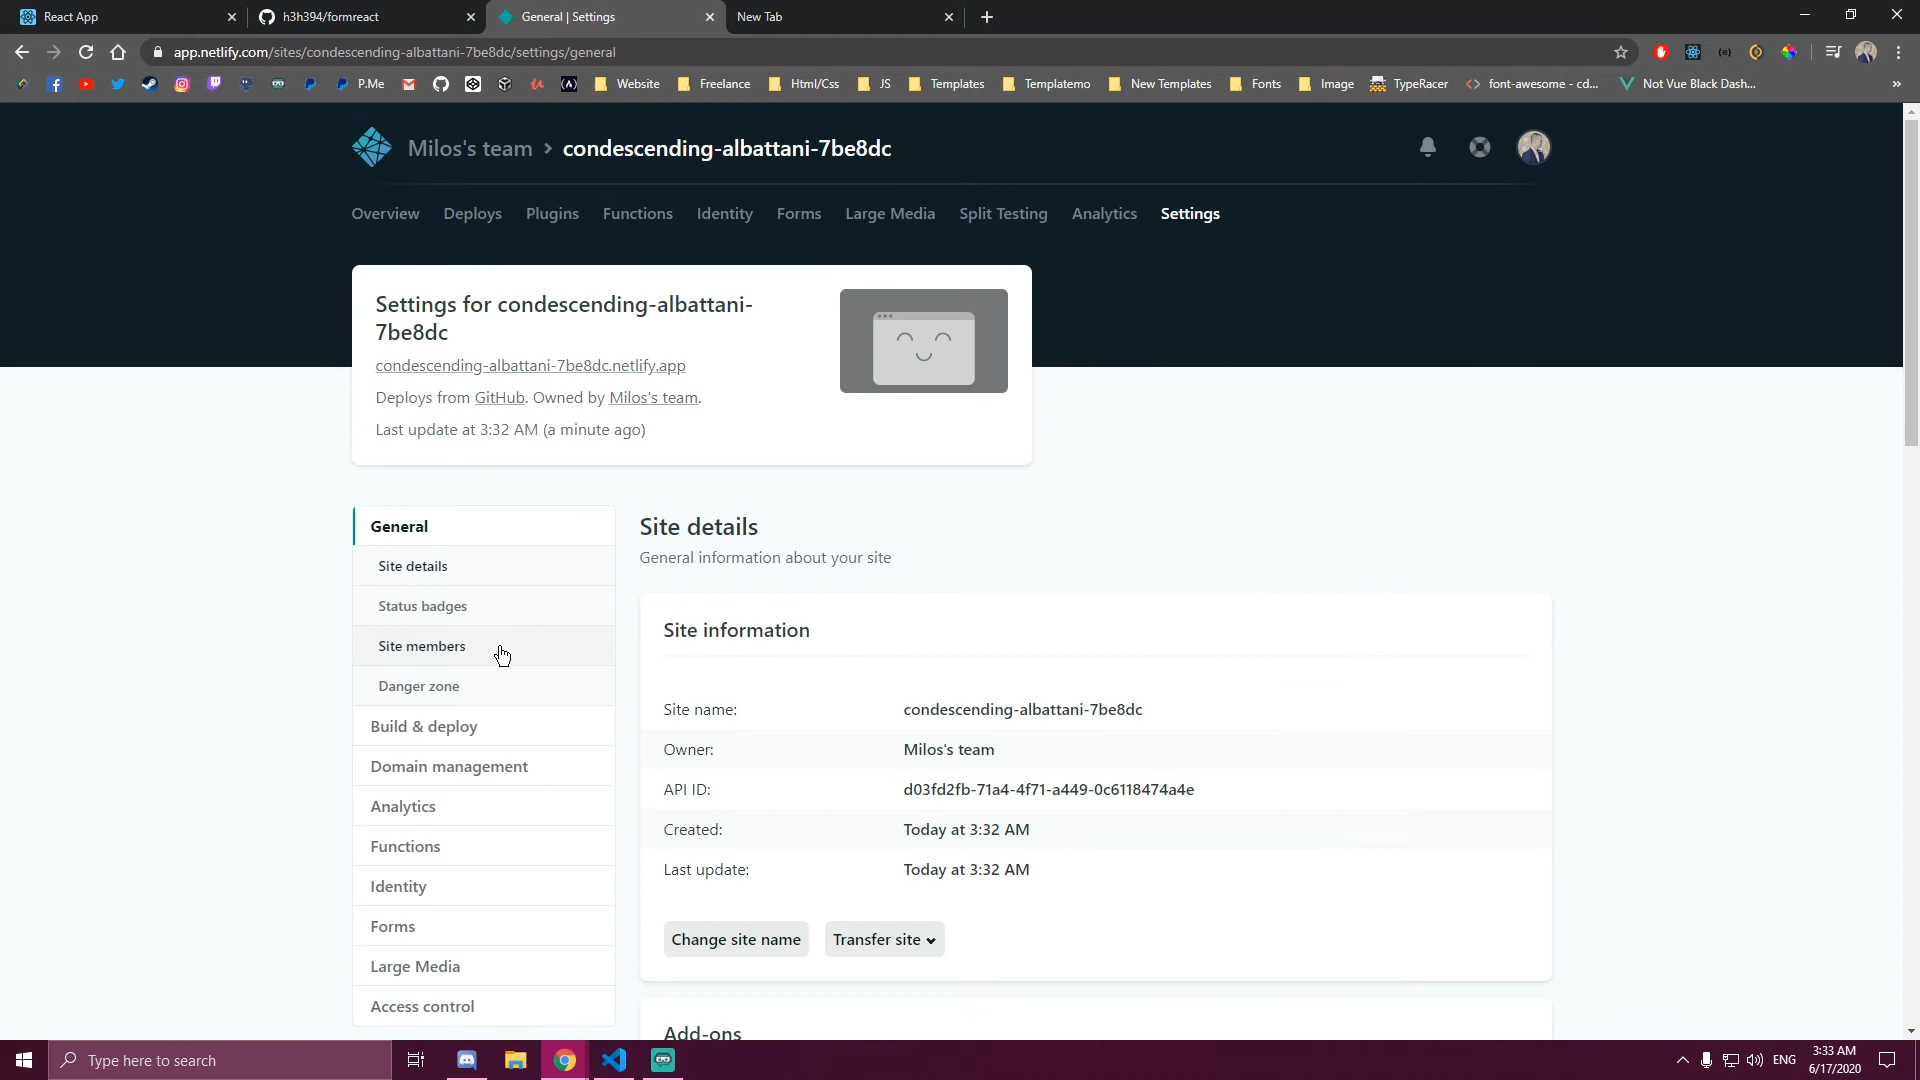 React App
h3h394/formreact
General | Settings
New Tab
app.netlify.com/sites/condescending-albattani-7be8dc/settings/general
P.Me
Website
Freelance
Html/Css
JS
Templates
Templatemo
New Templates
Fonts
Image
TypeRacer
font-awesome - cd...
Not Vue Black Dash...
»
Milos's team > condescending-albattani-7be8dc
Overview
Deploys
Plugins
Functions
Identity
Forms
Large Media
Split Testing
Analytics
Settings
Settings for condescending-albattani-
7be8dc
condescending-albattani-7be8dc.netlify.app
Deploys from GitHub. Owned by Milos's team.
Last update at 3:32 AM (a minute ago)
General
Site details
Status badges
Site members
Danger zone
Build & deploy
Domain management
Analytics
Functions
Identity
Forms
Large Media
Access control
Site details
General information about your site
Site information
Site name: condescending-albattani-7be8dc
Owner: Milos's team
API ID: d03fd2fb-71a4-4f71-a449-0c6118474a4e
Created: Today at 3:32 AM
Last update: Today at 3:32 AM
Change site name
Transfer site
Add-ons
Type here to search
ENG
3:33 AM
6/17/2020